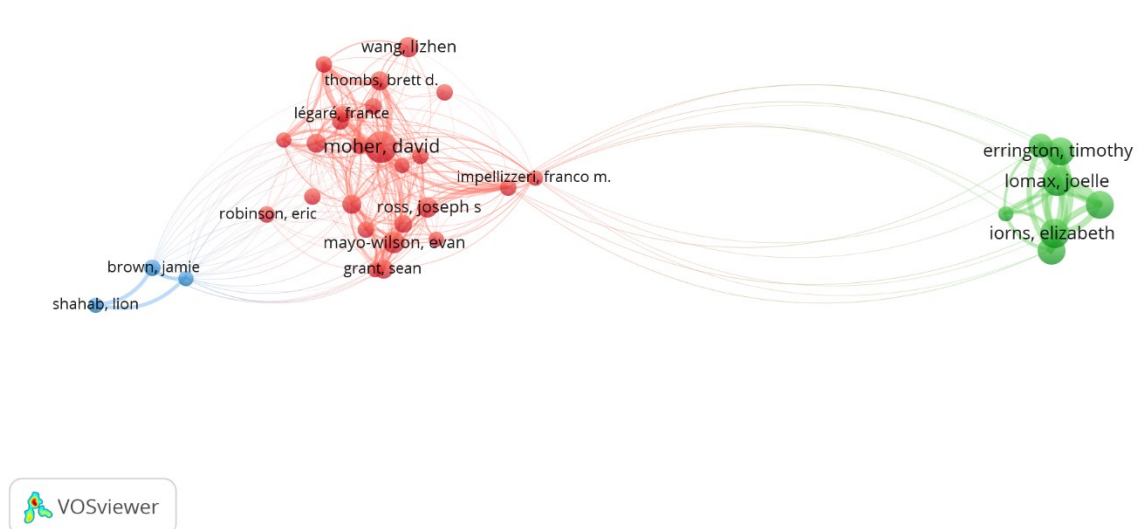 wang, lizhen
thombs, brett d.
légaré, france
moher, david
errington, timothy
impellizzeri, franco m.
lomax, joelle
ross, joseph s
robinson, eric
iorns, elizabeth
mayo-wilson, evan
brown, jamie
grant, sean
shahab, lion
VOSviewer